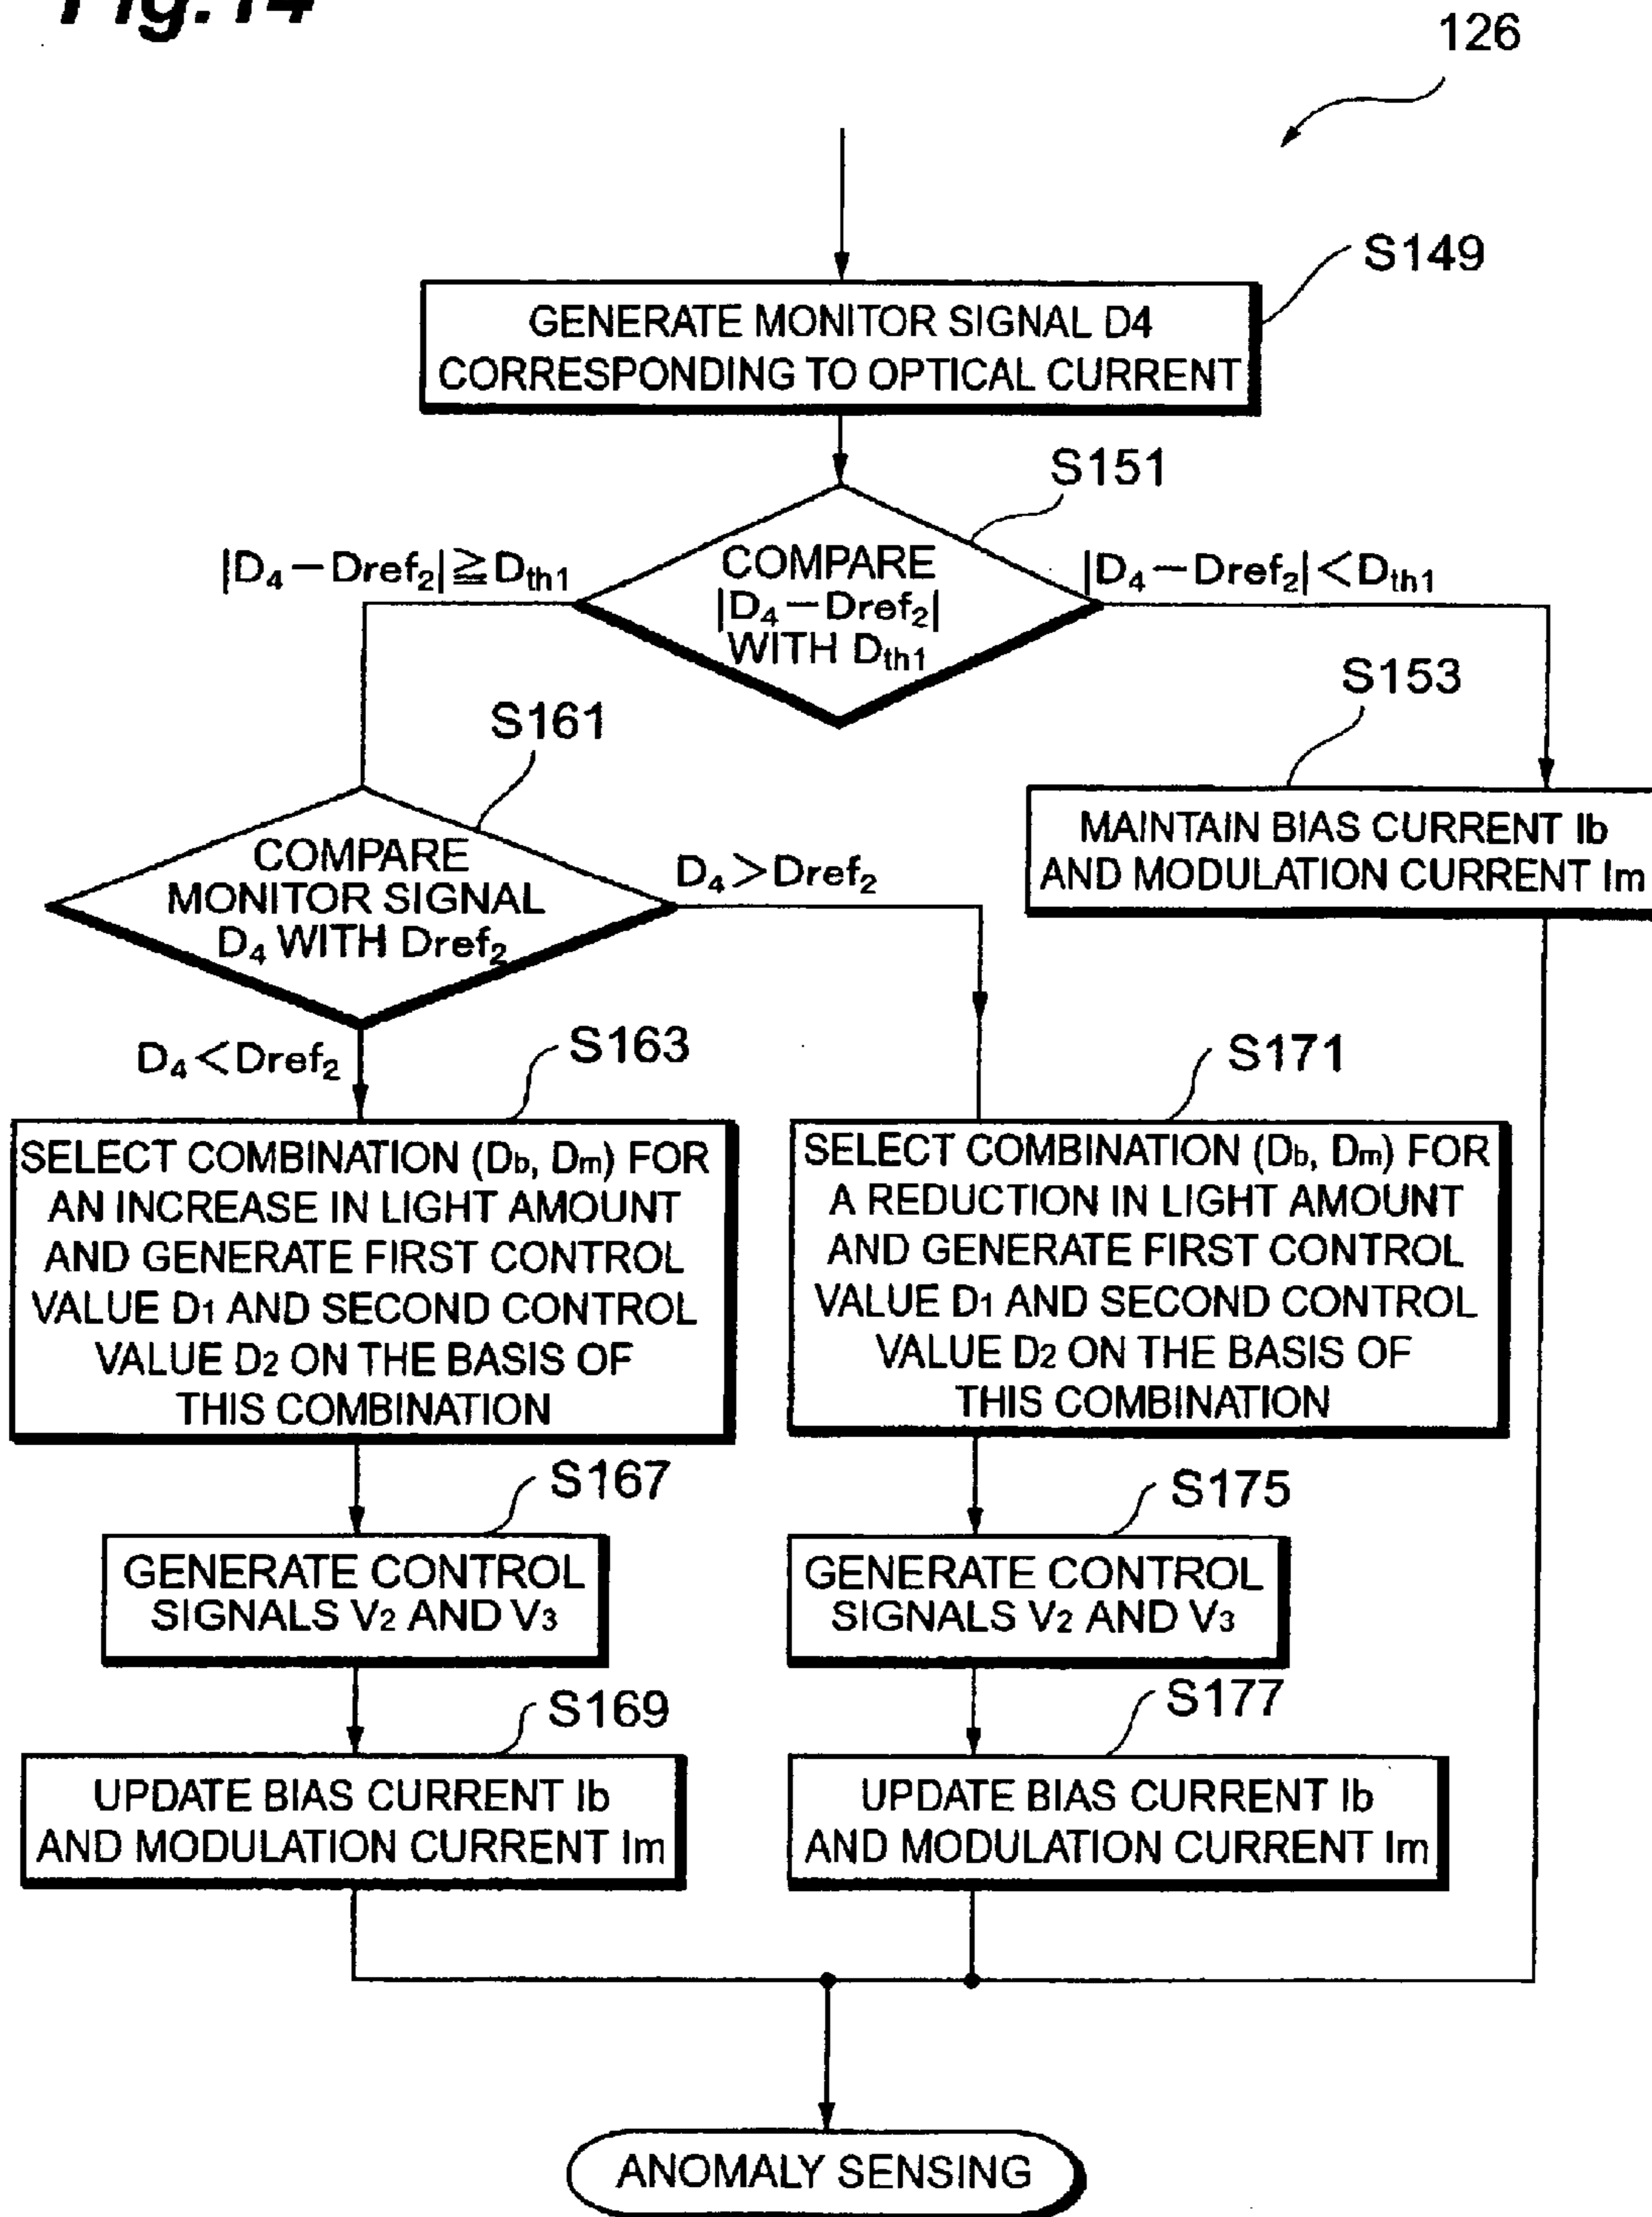 Fig.14
126
S149
GENERATE MONITOR SIGNAL D4
CORRESPONDING TO OPTICAL CURRENT
S151
|D4−Dref2|≧Dth1
COMPARE
|D4−Dref2|
WITH Dth1
|D4−Dref2|<Dth1
S153
MAINTAIN BIAS CURRENT Ib
AND MODULATION CURRENT Im
S161
COMPARE
MONITOR SIGNAL
D4 WITH Dref2
D4>Dref2
D4<Dref2
S163
SELECT COMBINATION (Db, Dm) FOR
AN INCREASE IN LIGHT AMOUNT
AND GENERATE FIRST CONTROL
VALUE D1 AND SECOND CONTROL
VALUE D2 ON THE BASIS OF
THIS COMBINATION
S171
SELECT COMBINATION (Db, Dm) FOR
A REDUCTION IN LIGHT AMOUNT
AND GENERATE FIRST CONTROL
VALUE D1 AND SECOND CONTROL
VALUE D2 ON THE BASIS OF
THIS COMBINATION
S167
GENERATE CONTROL
SIGNALS V2 AND V3
S175
GENERATE CONTROL
SIGNALS V2 AND V3
S169
UPDATE BIAS CURRENT Ib
AND MODULATION CURRENT Im
S177
UPDATE BIAS CURRENT Ib
AND MODULATION CURRENT Im
ANOMALY SENSING